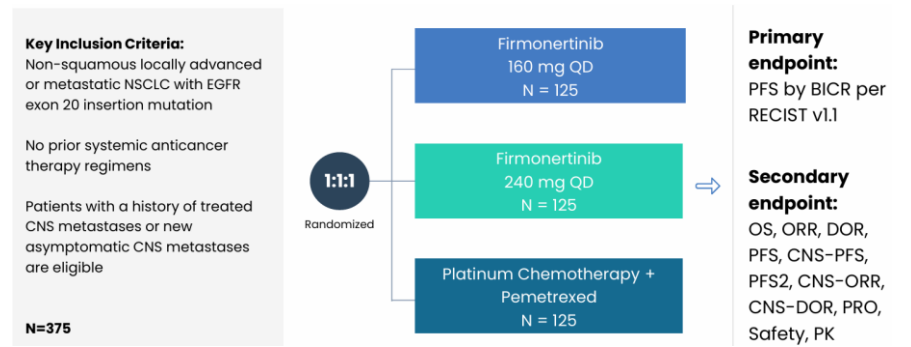 Key Inclusion Criteria:
Non-squamous locally advanced
or metastatic NSCLC with EGFR
exon 20 insertion mutation
No prior systemic anticancer
therapy regimens
Patients with a history of treated
CNS metastases or new
asymptomatic CNS metastases
are eligible
N=375
1:1:1
Randomized
Firmonertinib
160 mg QD
N = 125
Firmonertinib
240 mg QD
N = 125
Platinum Chemotherapy +
Pemetrexed
N = 125
Primary
endpoint:
PFS by BICR per
RECIST v1.1
Secondary
endpoint:
OS, ORR, DOR,
PFS, CNS-PFS,
PFS2, CNS-ORR,
CNS-DOR, PRO,
Safety, PK